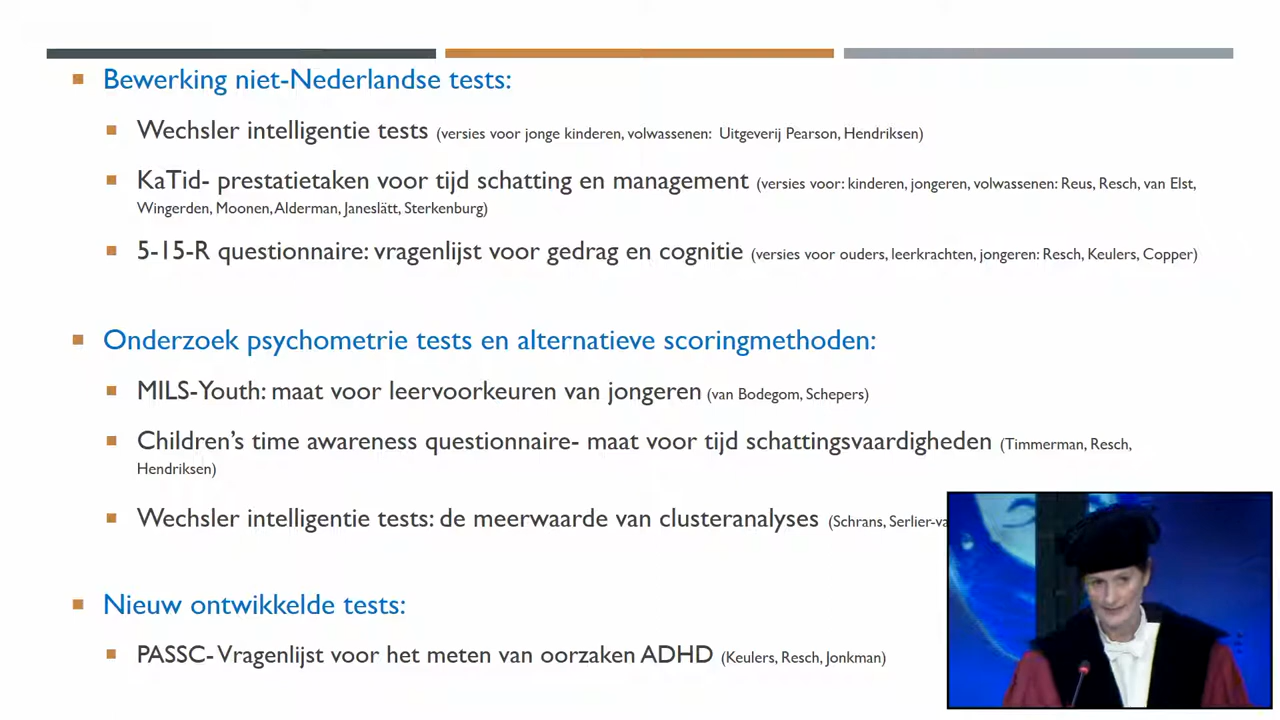 Bewerking niet-Nederlandse tests:
Wechsler intelligentie tests (versies voor jonge kinderen, volwassenen: Uitgeverij Pearson, Hendriksen)
KaTid- prestatietaken voor tijd schatting en management (versies voor: kinderen, jongeren, volwassenen: Reus, Resch, van Elst,
Wingerden, Moonen, Alderman, Janeslätt, Sterkenburg)
5-15-R questionnaire: vragenlijst voor gedrag en cognitie (versies voor ouders, leerkrachten, jongeren: Resch, Keulers, Copper)
Onderzoek psychometrie tests en alternatieve scoringmethoden:
MILS-Youth: maat voor leervoorkeuren van jongeren (van Bodegom, Schepers)
Children's time awareness questionnaire- maat voor tijd schattingsvaardigheden (Timmerman, Resch,
Hendriksen)
Wechsler intelligentie tests: de meerwaarde van clusteranalyses (Schrans,
Nieuw ontwikkelde tests:
PASSC- Vragenlijst voor het meten van oorzaken ADHD (Keulers, Resch, Jonkman)